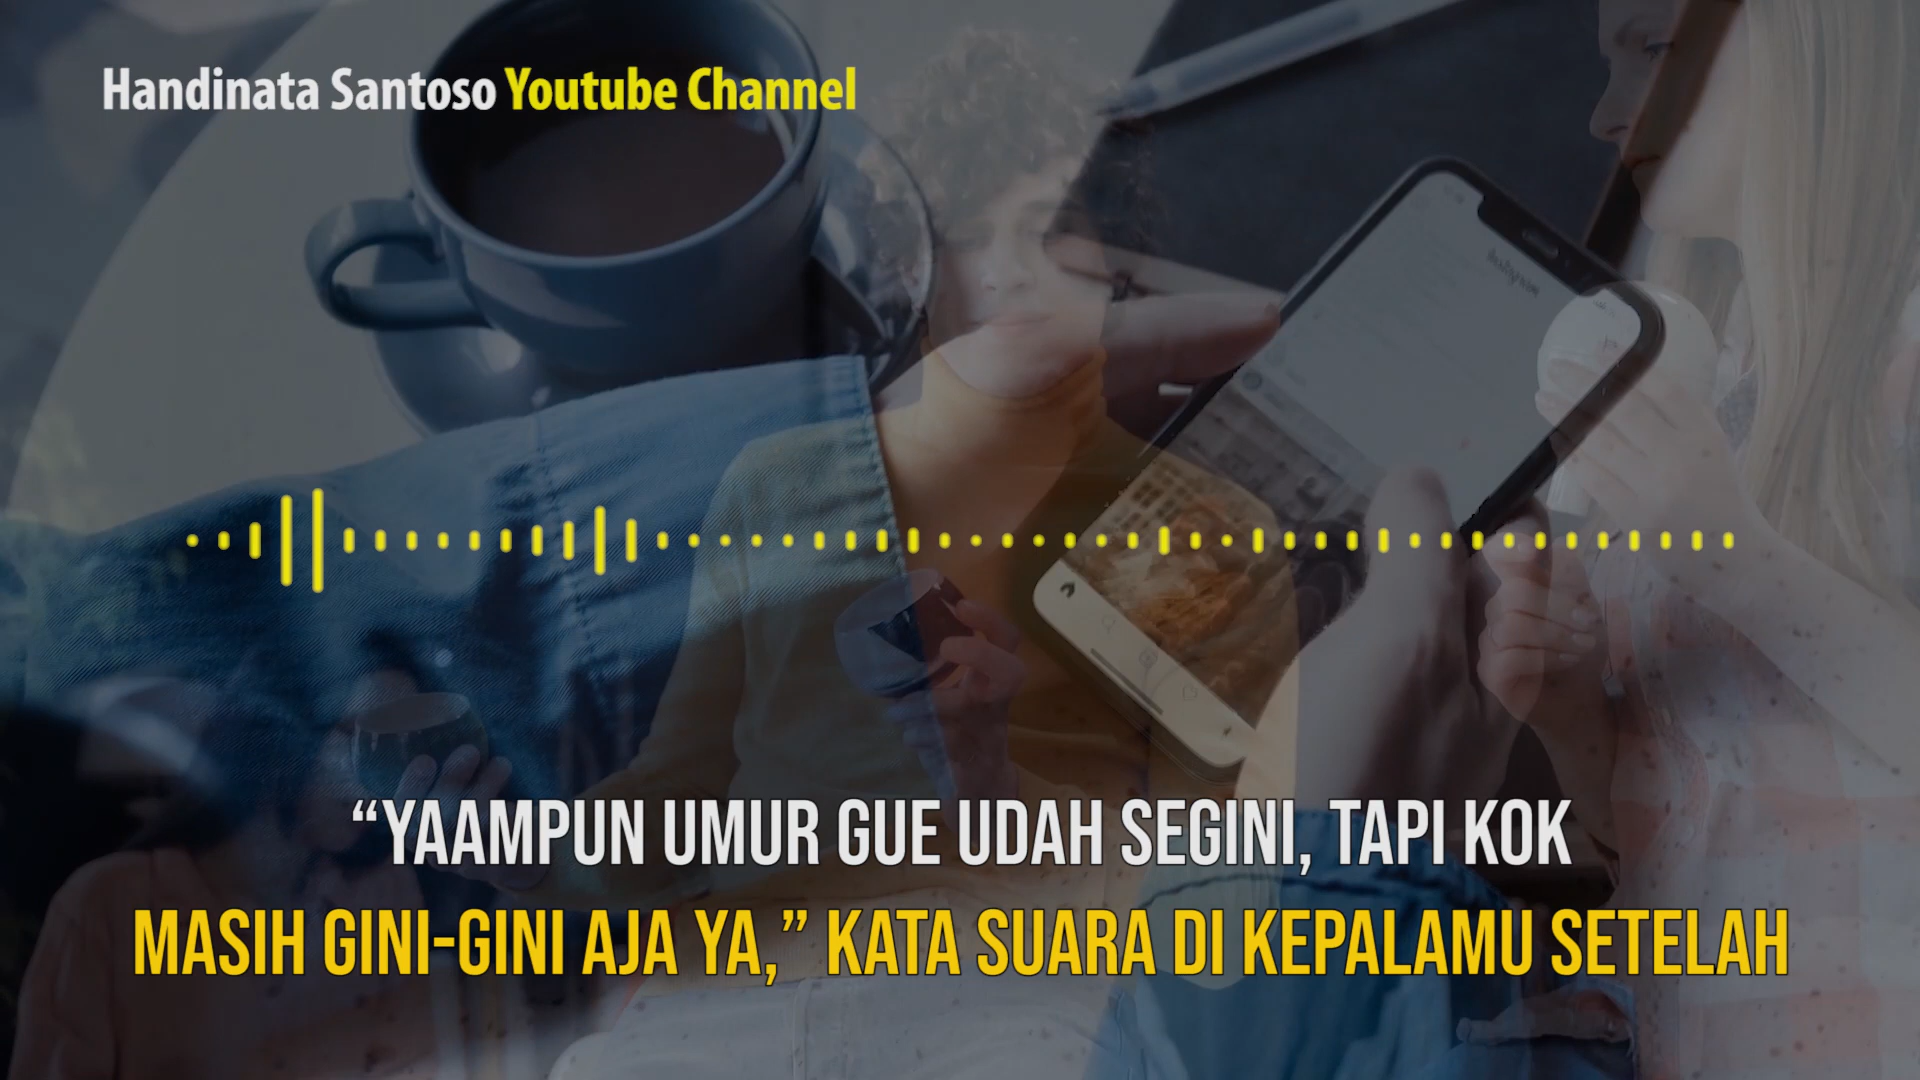 Handinata Santoso Youtube Channel
“YAAMPUN UMUR GUE UDAH SEGINI, TAPI KOK
MASIH GINI-GINI AJA YA,” KATA SUARA DI KEPALAMU SETELAH